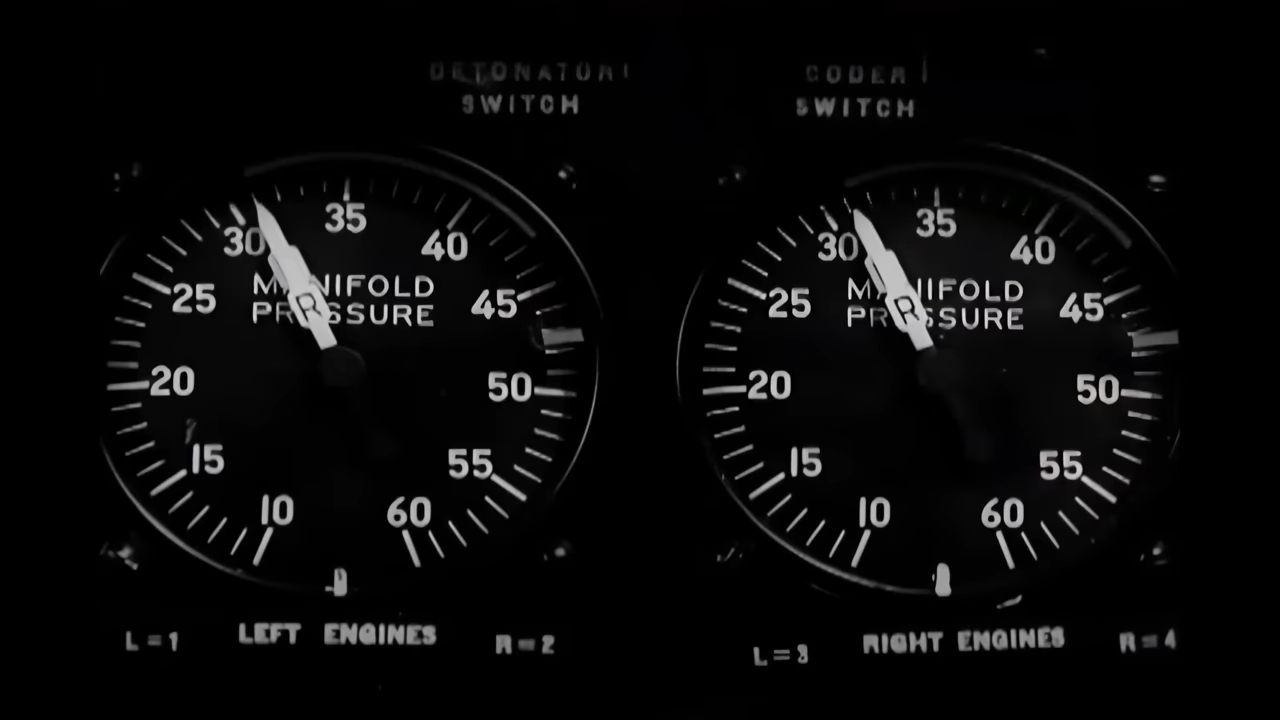 DETONATOR
SWITCH
CODER
SWITCH
35
30
40
MANIFOLD
PRESSURE
25
45
20
50
15
55
10
60
R
L=1
LEFT ENGINES
R=2
35
30
40
MANIFOLD
PRESSURE
25
45
20
50
15
55
10
60
R
L=3
RIGHT ENGINES
R=4